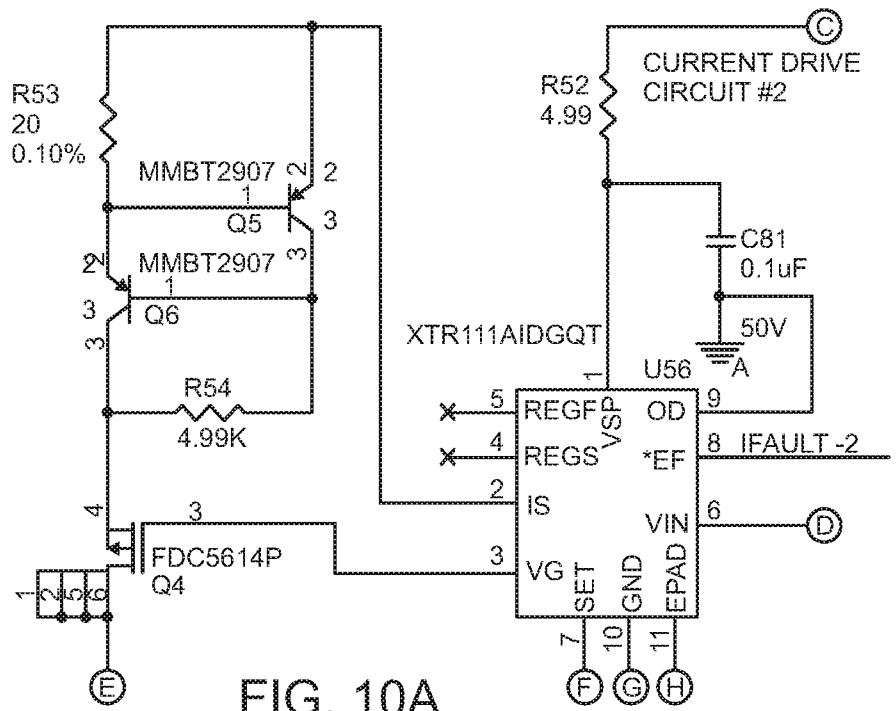 C
CURRENT DRIVE
CIRCUIT #2
R52
4.99
R53
20
0.10%
MMBT2907
1
2
2
Q5
3
3
C81
0.1uF
50V
A
2
2
MMBT2907
1
3
Q6
3
XTR111AIDGQT
1
U56
R54
4.99K
5
REGF
VSP
OD
9
4
REGS
*EF
8
IFAULT -2
2
IS
VIN
6
D
4
3
3
VG
FDC5614P
Q4
SET
GND
EPAD
1
2
5
6
7
10
11
E
F
G
H
FIG. 10A